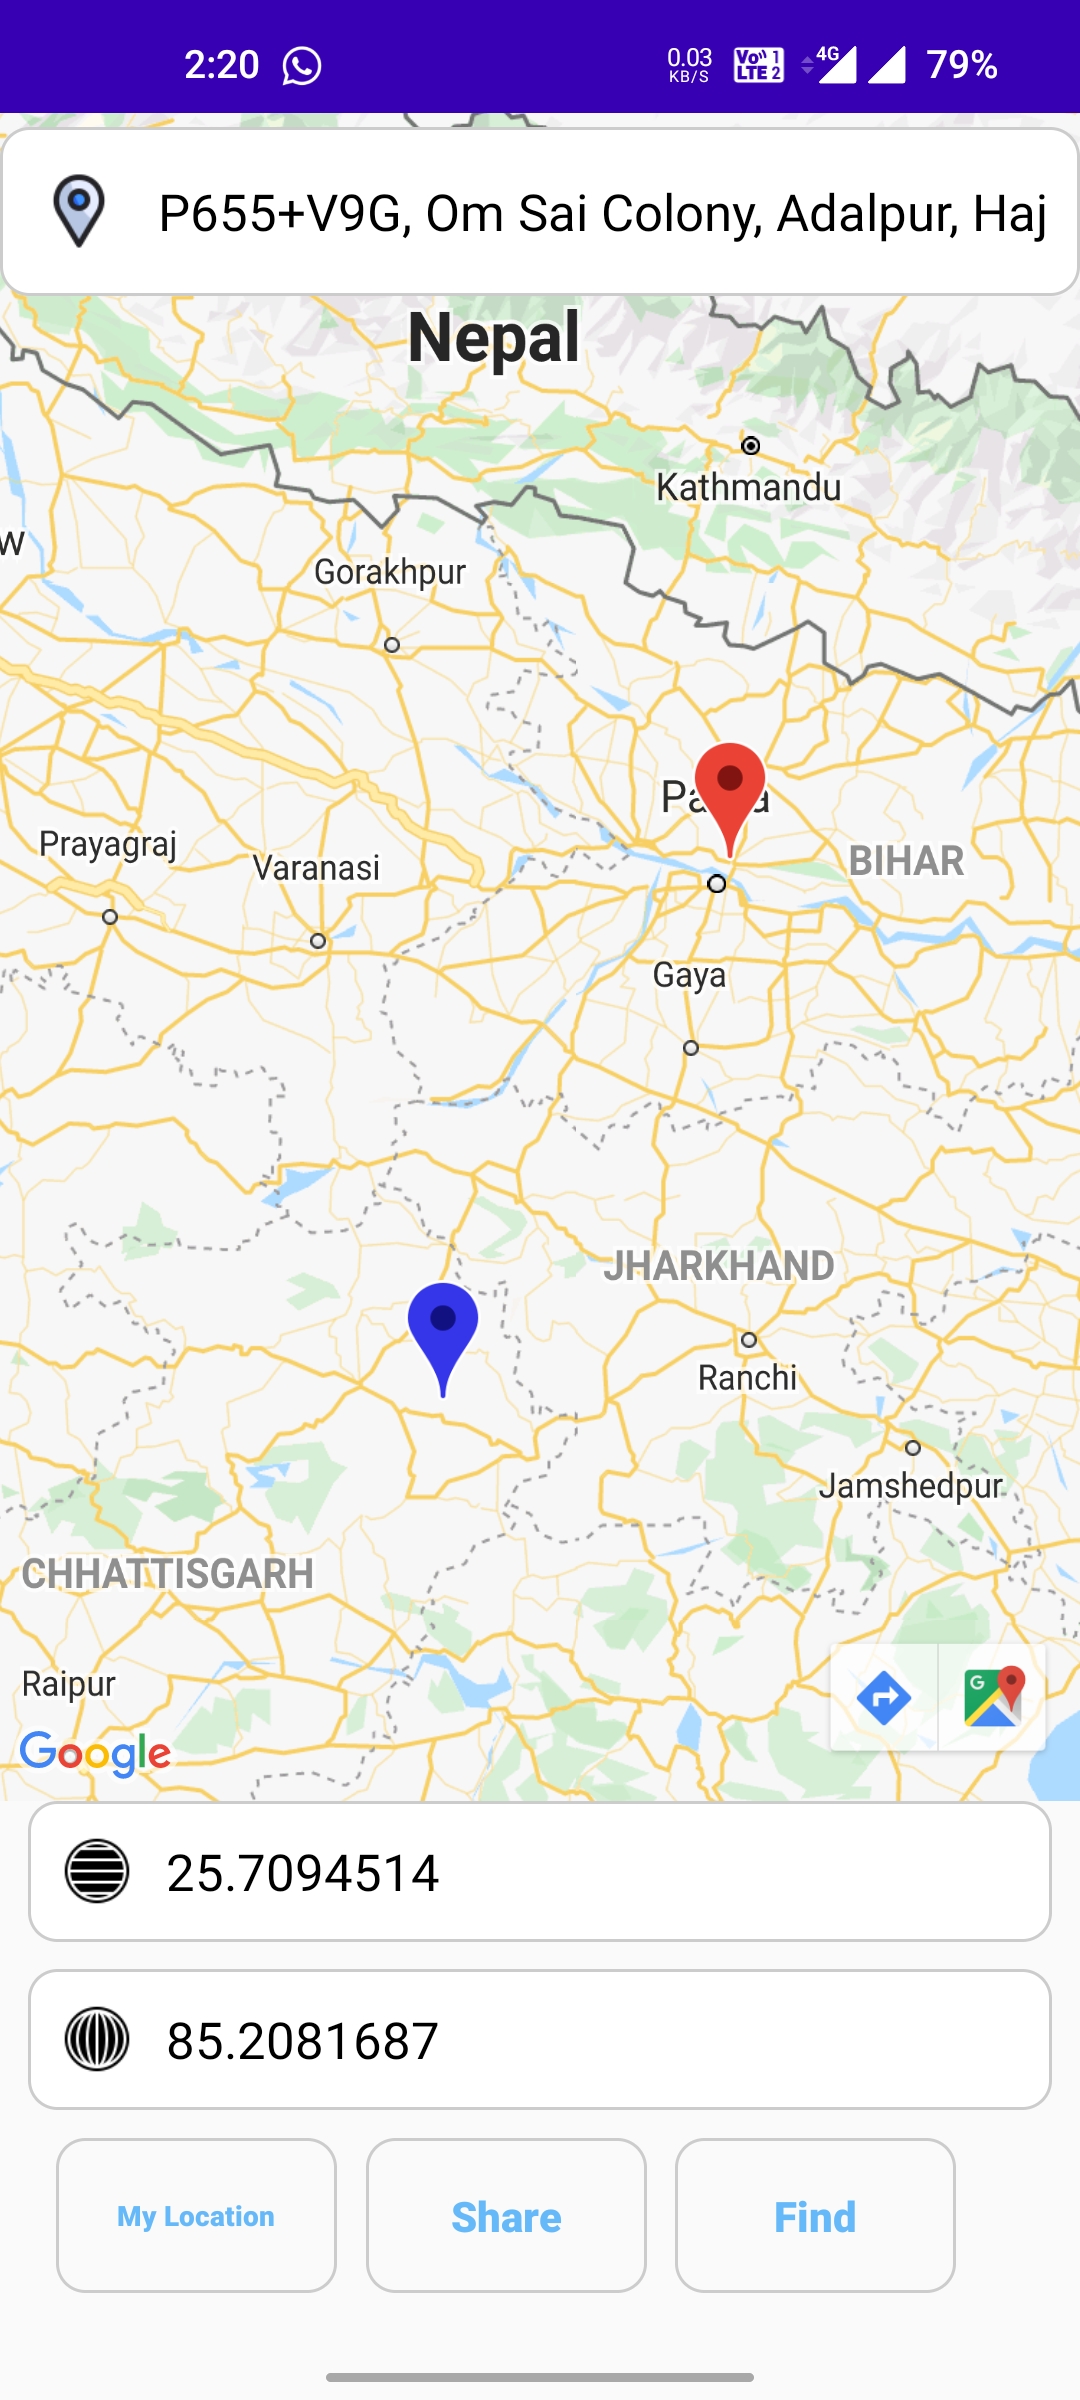 2:20 0.03 KB/S Vo)) 1 LTE 2 4G 79%
P655+V9G, Om Sai Colony, Adalpur, Haj
Nepal
Kathmandu
w
Gorakhpur
Prayagraj
Varanasi
BIHAR
Gaya
JHARKHAND
Ranchi
Jamshedpur
CHHATTISGARH
Raipur
G
Google
25.7094514
85.2081687
My Location Share Find